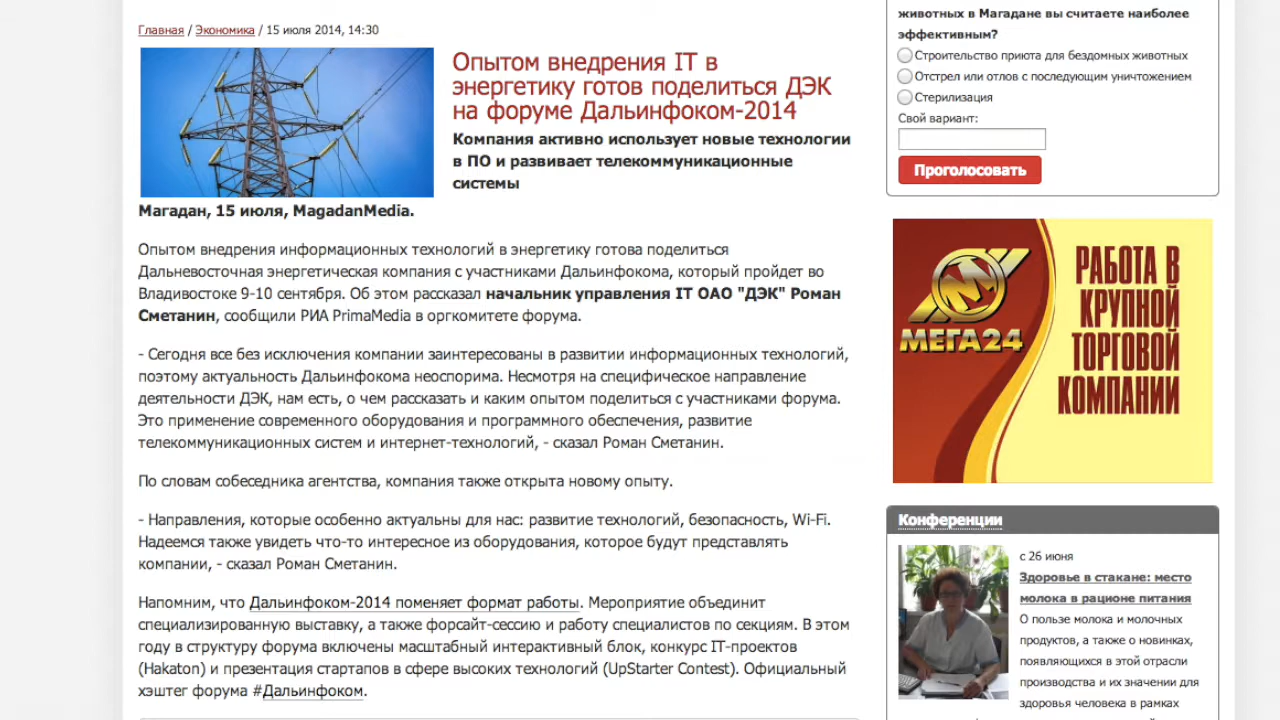 Главная / Экономика / 15 июля 2014, 14:30
Опытом внедрения IT в
энергетику готов поделиться ДЭК
на форуме Дальинфоком-2014
Компания активно использует новые технологии
в ПО и развивает телекоммуникационные
системы
Магадан, 15 июля, MagadanMedia.
Опытом внедрения информационных технологий в энергетику готова поделиться
Дальневосточная энергетическая компания с участниками Дальинфокома, который пройдет во
Владивостоке 9-10 сентября. Об этом рассказал начальник управления IT ОАО "ДЭК" Роман
Сметанин, сообщили РИА PrimaMedia в оргкомитете форума.
- Сегодня все без исключения компании заинтересованы в развитии информационных технологий,
поэтому актуальность Дальинфокома неоспорима. Несмотря на специфическое направление
деятельности ДЭК, нам есть, о чем рассказать и каким опытом поделиться с участниками форума.
Это применение современного оборудования и программного обеспечения, развитие
телекоммуникационных систем и интернет-технологий, - сказал Роман Сметанин.
По словам собеседника агентства, компания также открыта новому опыту.
- Направления, которые особенно актуальны для нас: развитие технологий, безопасность, Wi-Fi.
Надеемся также увидеть что-то интересное из оборудования, которое будут представлять
компании, - сказал Роман Сметанин.
Напомним, что Дальинфоком-2014 поменяет формат работы. Мероприятие объединит
специализированную выставку, а также форсайт-сессию и работу специалистов по секциям. В этом
году в структуру форума включены масштабный интерактивный блок, конкурс IT-проектов
(Hakaton) и презентация стартапов в сфере высоких технологий (UpStarter Contest). Официальный
хэштег форума #Дальинфоком.
животных в Магадане вы считаете наиболее
эффективным?
Строительство приюта для бездомных животных
Отстрел или отлов с последующим уничтожением
Стерилизация
Свой вариант:
Проголосовать
МЕГА24
РАБОТА В
КРУПНОЙ
ТОРГОВОЙ
КОМПАНИИ
Конференции
с 26 июня
Здоровье в стакане: место
молока в рационе питания
О пользе молока и молочных
продуктов, а также о новинках,
появляющихся в этой отрасли
производства и их значении для
здоровья человека в рамках